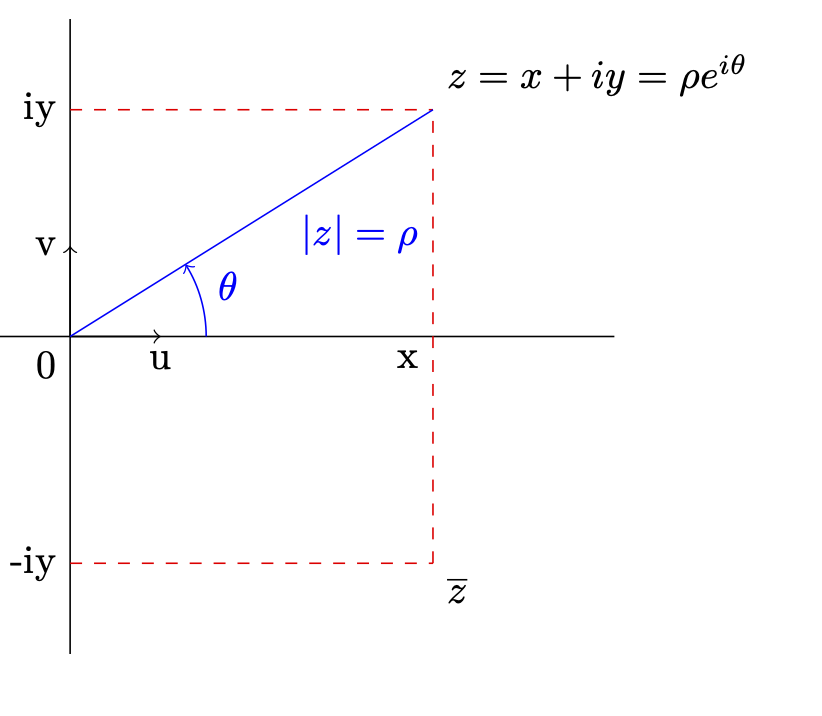 z = x + iy = ρe^{iθ}
iy
|z| = ρ
v
θ
0
u
x
-iy
z̅